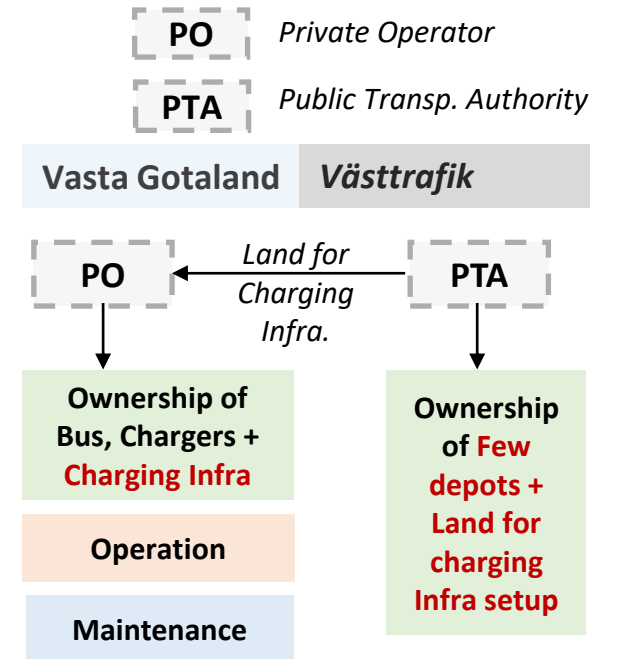 PO Private Operator
PTA Public Transp. Authority
Vasta Gotaland Västtrafik
PO
Land for
Charging
Infra.
PTA
Ownership of
Bus, Chargers +
Charging Infra
Operation
Maintenance
Ownership
of Few
depots +
Land for
charging
Infra setup